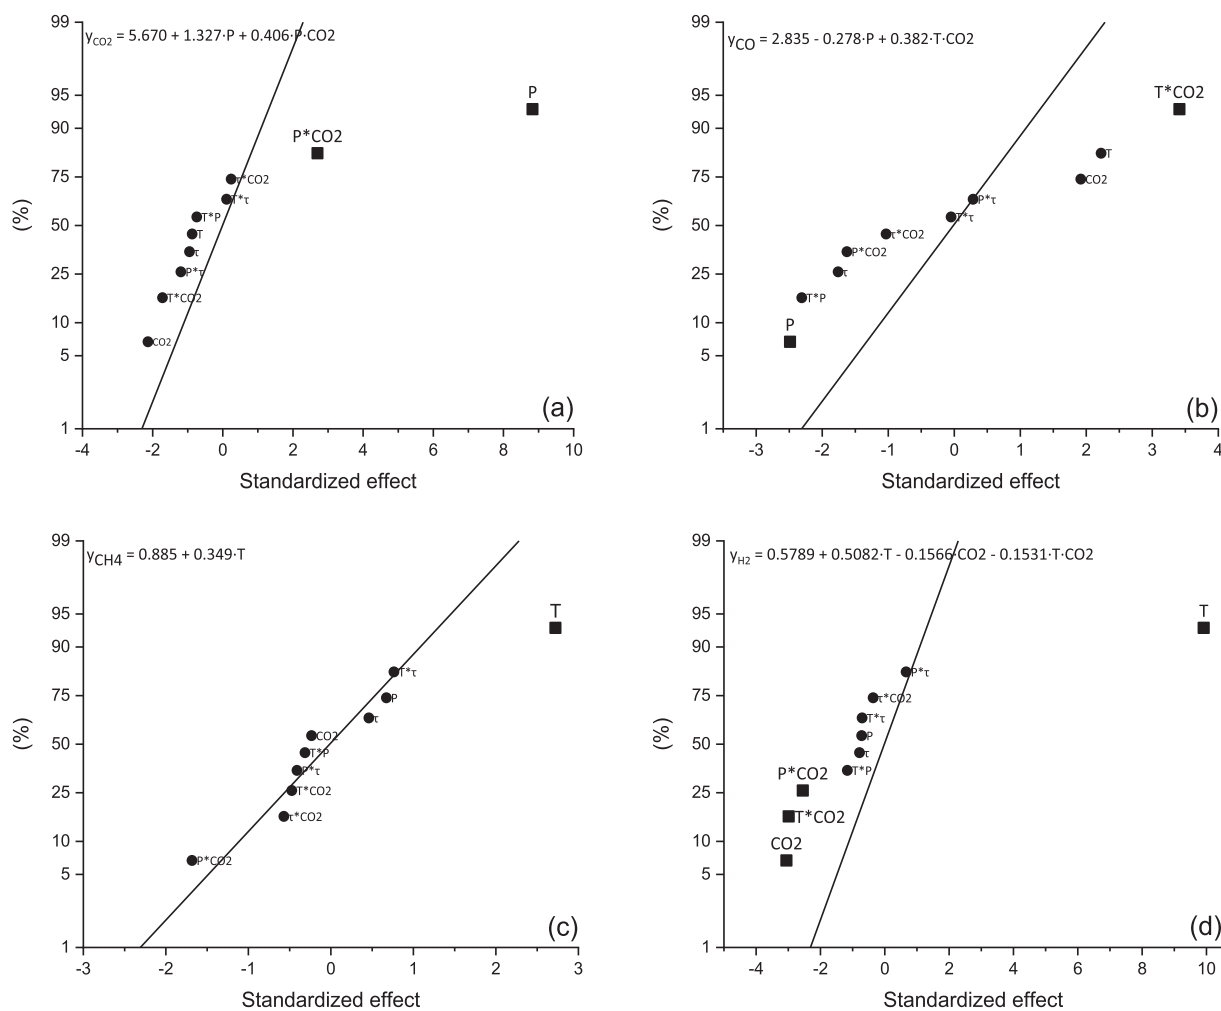 y_CO2 = 5.670 + 1.327·P + 0.406·P·CO2
99
95
90
75
50
25
10
5
1
(%)
P
P*CO2
τ*CO2
T*τ
T*P
T
τ
P*τ
T*CO2
CO2
(a)
-4 -2 0 2 4 6 8 10
Standardized effect
y_CO = 2.835 - 0.278·P + 0.382·T·CO2
99
95
90
75
50
25
10
5
1
(%)
T*CO2
T
CO2
P*τ
T*τ
τ*CO2
P*CO2
τ
T*P
P
(b)
-3 -2 -1 0 1 2 3 4
Standardized effect
y_CH4 = 0.885 + 0.349·T
99
95
90
75
50
25
10
5
1
(%)
T
T*τ
P
τ
CO2
T*P
P*τ
T*CO2
τ*CO2
P*CO2
(c)
-3 -2 -1 0 1 2 3
Standardized effect
y_H2 = 0.5789 + 0.5082·T - 0.1566·CO2 - 0.1531·T·CO2
99
95
90
75
50
25
10
5
1
(%)
T
P*τ
τ*CO2
T*τ
P
τ
T*P
P*CO2
T*CO2
CO2
(d)
-4 -2 0 2 4 6 8 10
Standardized effect